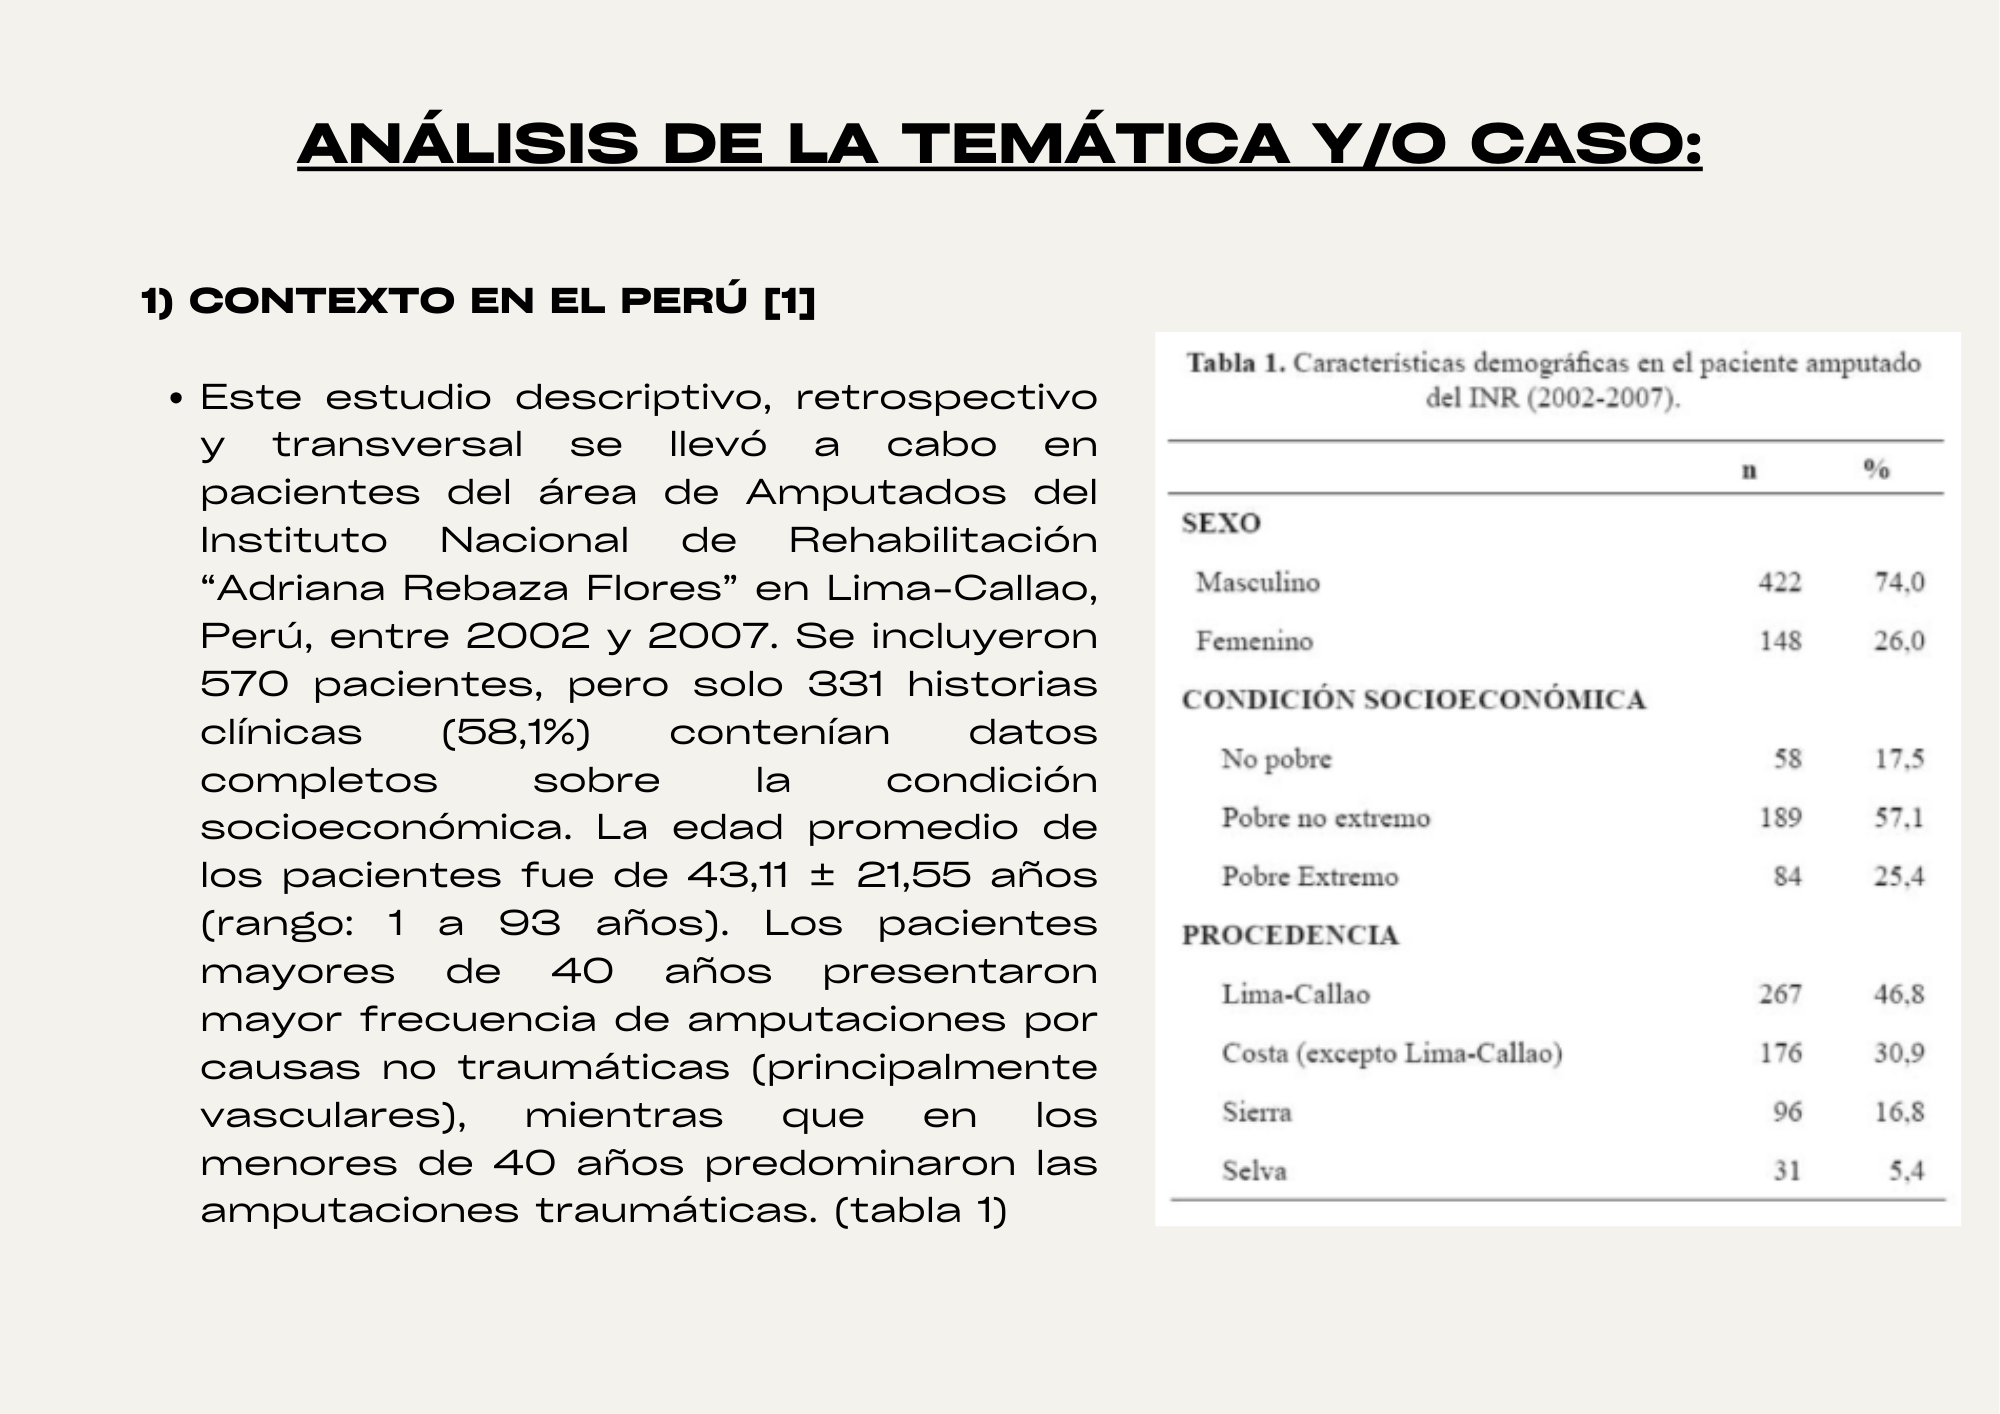 ANÁLISIS DE LA TEMÁTICA Y/O CASO:
1) CONTEXTO EN EL PERÚ [1]
• Este estudio descriptivo, retrospectivo
y transversal se llevó a cabo en
pacientes del área de Amputados del
Instituto Nacional de Rehabilitación
“Adriana Rebaza Flores” en Lima-Callao,
Perú, entre 2002 y 2007. Se incluyeron
570 pacientes, pero solo 331 historias
clínicas (58,1%) contenían datos
completos sobre la condición
socioeconómica. La edad promedio de
los pacientes fue de 43,11 ± 21,55 años
(rango: 1 a 93 años). Los pacientes
mayores de 40 años presentaron
mayor frecuencia de amputaciones por
causas no traumáticas (principalmente
vasculares), mientras que en los
menores de 40 años predominaron las
amputaciones traumáticas. (tabla 1)
Tabla 1. Características demográficas en el paciente amputado
del INR (2002-2007).
n %
SEXO
Masculino 422 74,0
Femenino 148 26,0
CONDICIÓN SOCIOECONÓMICA
No pobre 58 17,5
Pobre no extremo 189 57,1
Pobre Extremo 84 25,4
PROCEDENCIA
Lima-Callao 267 46,8
Costa (excepto Lima-Callao) 176 30,9
Sierra 96 16,8
Selva 31 5,4